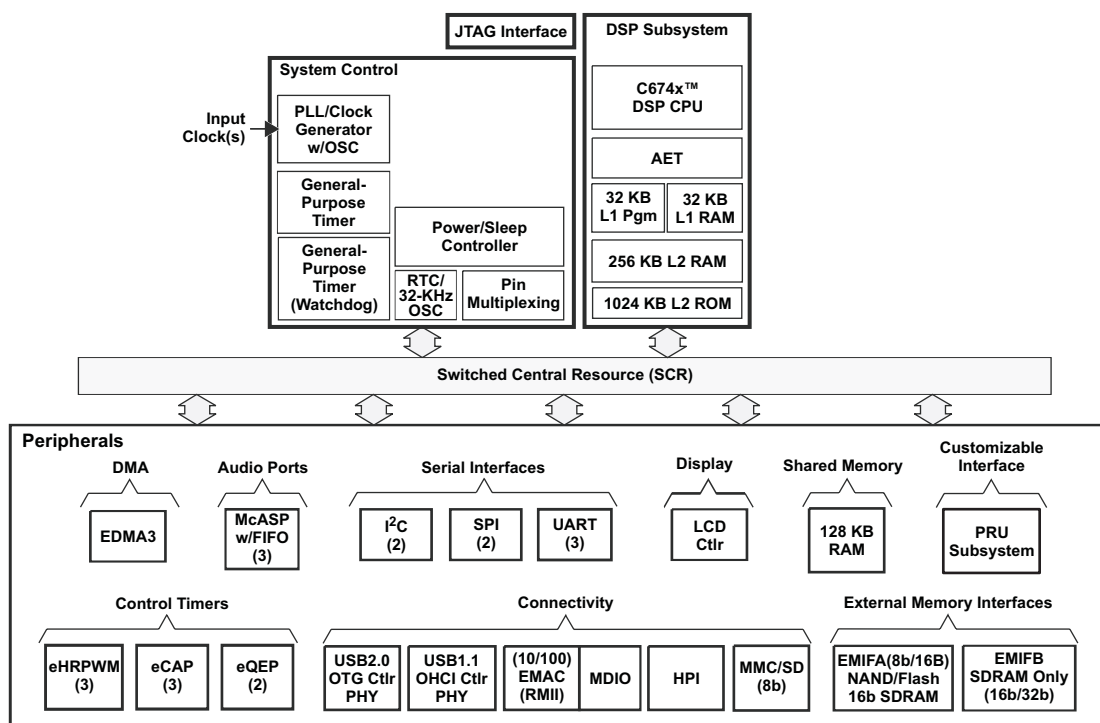 JTAG Interface
DSP Subsystem
System Control
C674x™
DSP CPU
Input
Clock(s)
PLL/Clock
Generator
w/OSC
AET
General-
Purpose
Timer
32 KB
L1 Pgm
32 KB
L1 RAM
Power/Sleep
Controller
General-
Purpose
Timer
(Watchdog)
256 KB L2 RAM
RTC/
32-KHz
OSC
Pin
Multiplexing
1024 KB L2 ROM
Switched Central Resource (SCR)
Peripherals
DMA
Audio Ports
Serial Interfaces
Display
Shared Memory
Customizable
Interface
EDMA3
McASP
w/FIFO
(3)
I²C
(2)
SPI
(2)
UART
(3)
LCD
Ctlr
128 KB
RAM
PRU
Subsystem
Control Timers
Connectivity
External Memory Interfaces
eHRPWM
(3)
eCAP
(3)
eQEP
(2)
USB2.0
OTG Ctlr
PHY
USB1.1
OHCI Ctlr
PHY
(10/100)
EMAC
(RMII)
MDIO
HPI
MMC/SD
(8b)
EMIFA(8b/16B)
NAND/Flash
16b SDRAM
EMIFB
SDRAM Only
(16b/32b)